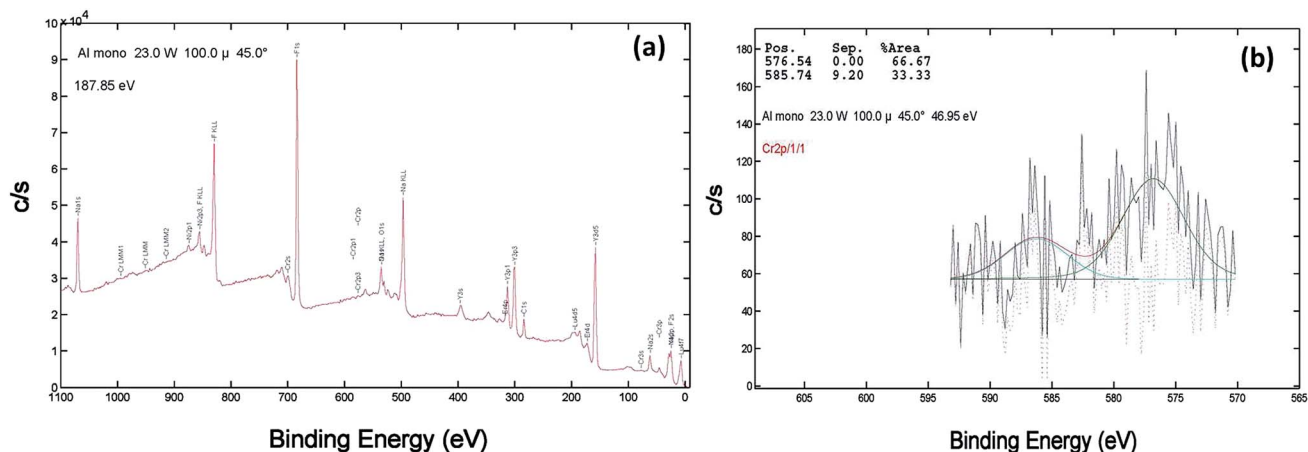 (a)
× 10⁴
Al mono 23.0 W 100.0 µ 45.0°
187.85 eV
c/s
10
9
8
7
6
5
4
3
2
1
0
-Na1s
-Cr LMM1
-Cr LMM
-Cr LMM2
-Ni2p1
-Ni2p3, F KLL
-F KLL
-Cr2s
-F1s
-Cr2p1
-Cr2p
-Cr2p3
O1s
-Na KLL
-Y3s
-Er4p
-Y3p1
-Y3p3
-C1s
-Lu4d5
-Er4d
-Y3d5
-Cr3s
-Na2s
-Cr3p
F2s
-Lu4f7
1100 1000 900 800 700 600 500 400 300 200 100 0
Binding Energy (eV)
(b)
Pos. Sep. %Area
576.54 0.00 66.67
585.74 9.20 33.33
Al mono 23.0 W 100.0 µ 45.0° 46.95 eV
Cr2p/1/1
c/s
180
160
140
120
100
80
60
40
20
0
605 600 595 590 585 580 575 570 565
Binding Energy (eV)